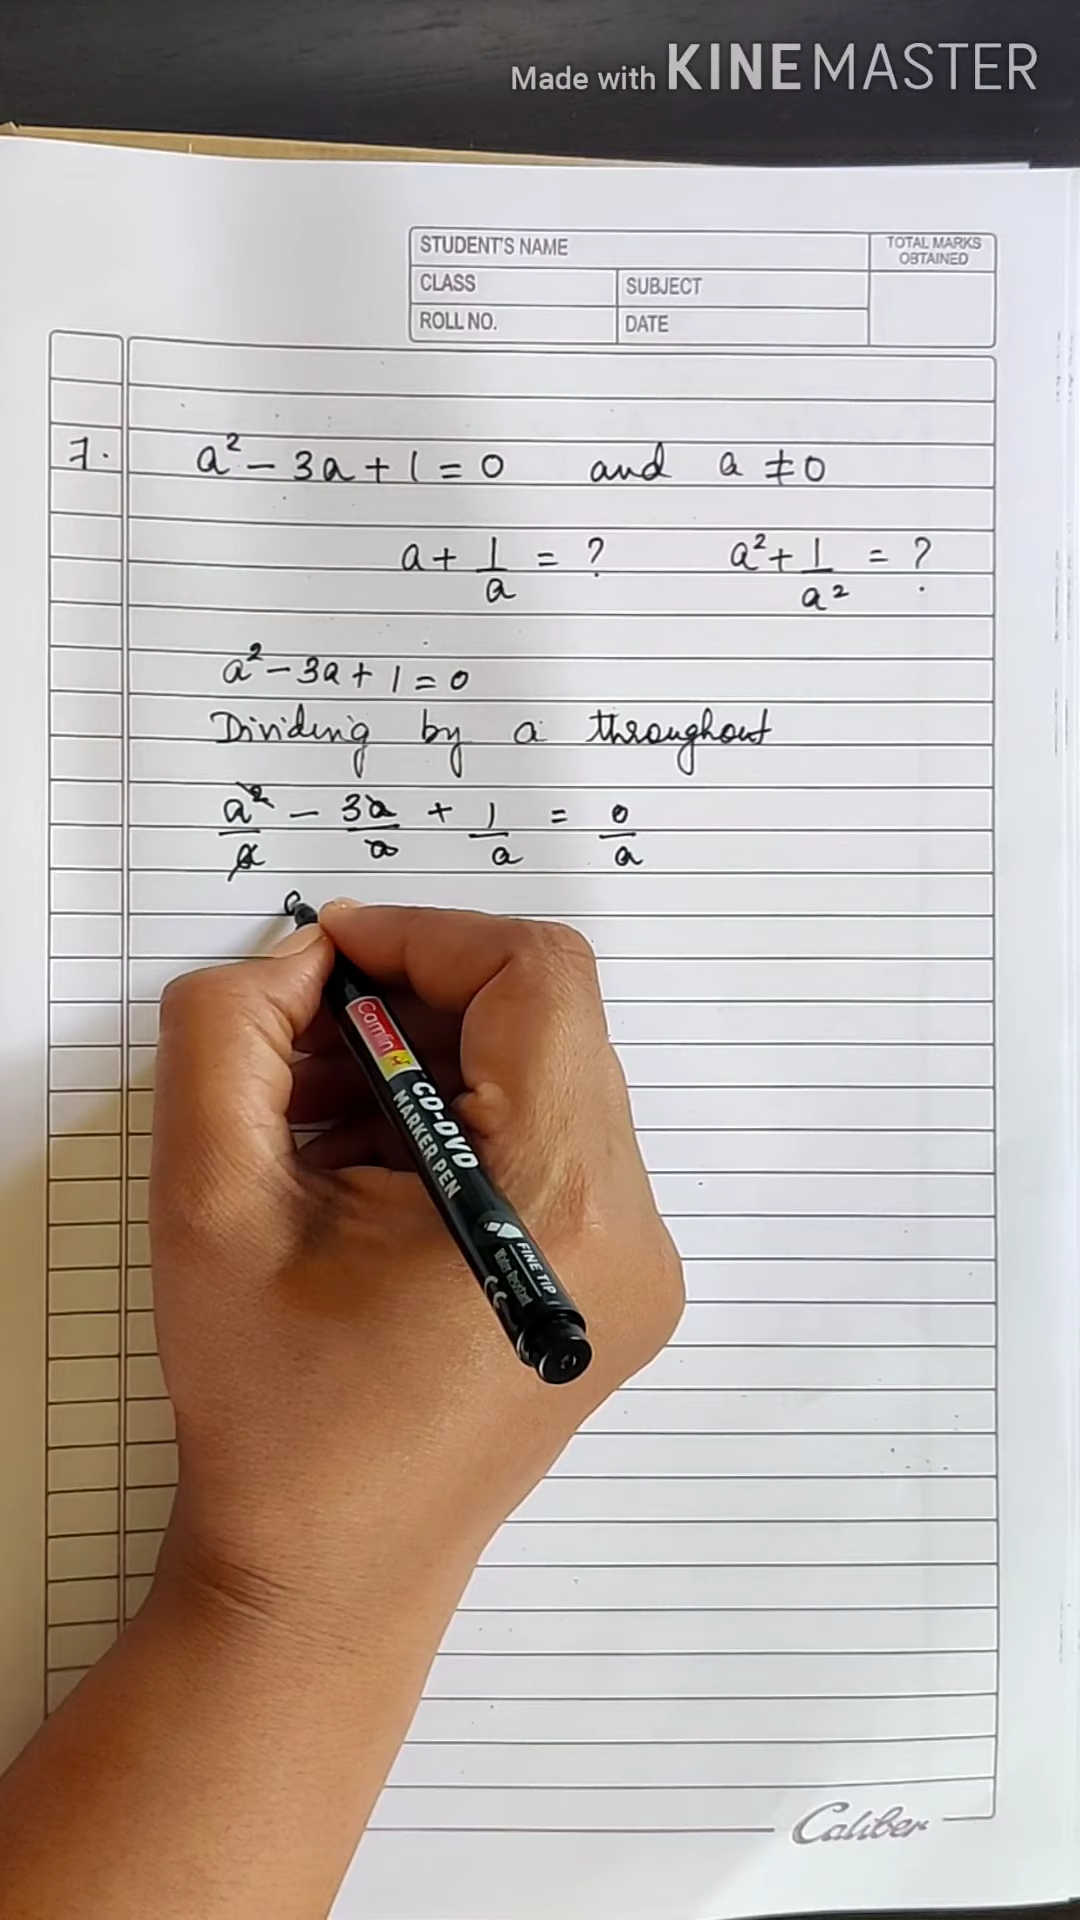 Made with KINEMASTER
STUDENT'S NAME
TOTAL MARKS OBTAINED
CLASS
SUBJECT
ROLL NO.
DATE
7. a² - 3a + 1 = 0 and a ≠ 0
a + 1/a = ? a² + 1/a² = ?
a² - 3a + 1 = 0
Dividing by a throughout
a²/a - 3a/a + 1/a = 0/a
a
Camlin
CD-DVD
MARKER PEN
FINE TIP
Water Resistant
Caliber